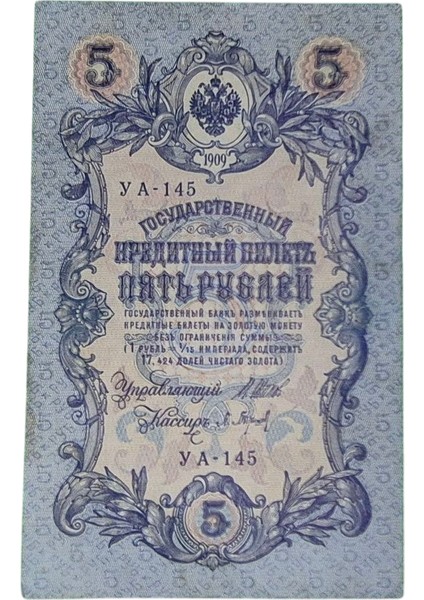 5 5
1909
УА-145
ГОСУДАРСТВЕННЫЙ
КРЕДИТНЫЙ БИЛЕТЪ
ПЯТЬ РУБЛЕЙ
ГОСУДАРСТВЕННЫЙ БАНКЪ РАЗМѢНИВАЕТЪ
КРЕДИТНЫЕ БИЛЕТЫ НА ЗОЛОТУЮ МОНЕТУ
БЕЗЪ ОГРАНИЧЕНІЯ СУММЫ
(1 РУБЛЬ = 1/15 ИМПЕРІАЛА, СОДЕРЖИТЪ
17,424 ДОЛЕЙ ЧИСТАГО ЗОЛОТА)
Управляющій
Кассиръ
УА-145
5